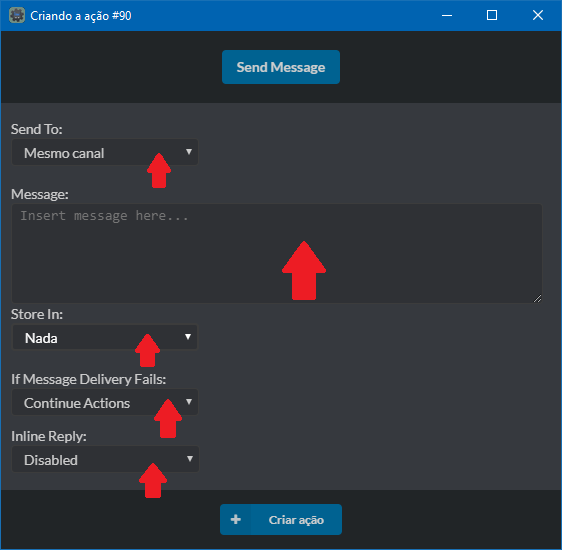 Criando a ação #90
Send Message
Send To:
Mesmo canal
Message:
Insert message here...
Store In:
Nada
If Message Delivery Fails:
Continue Actions
Inline Reply:
Disabled
+ Criar ação